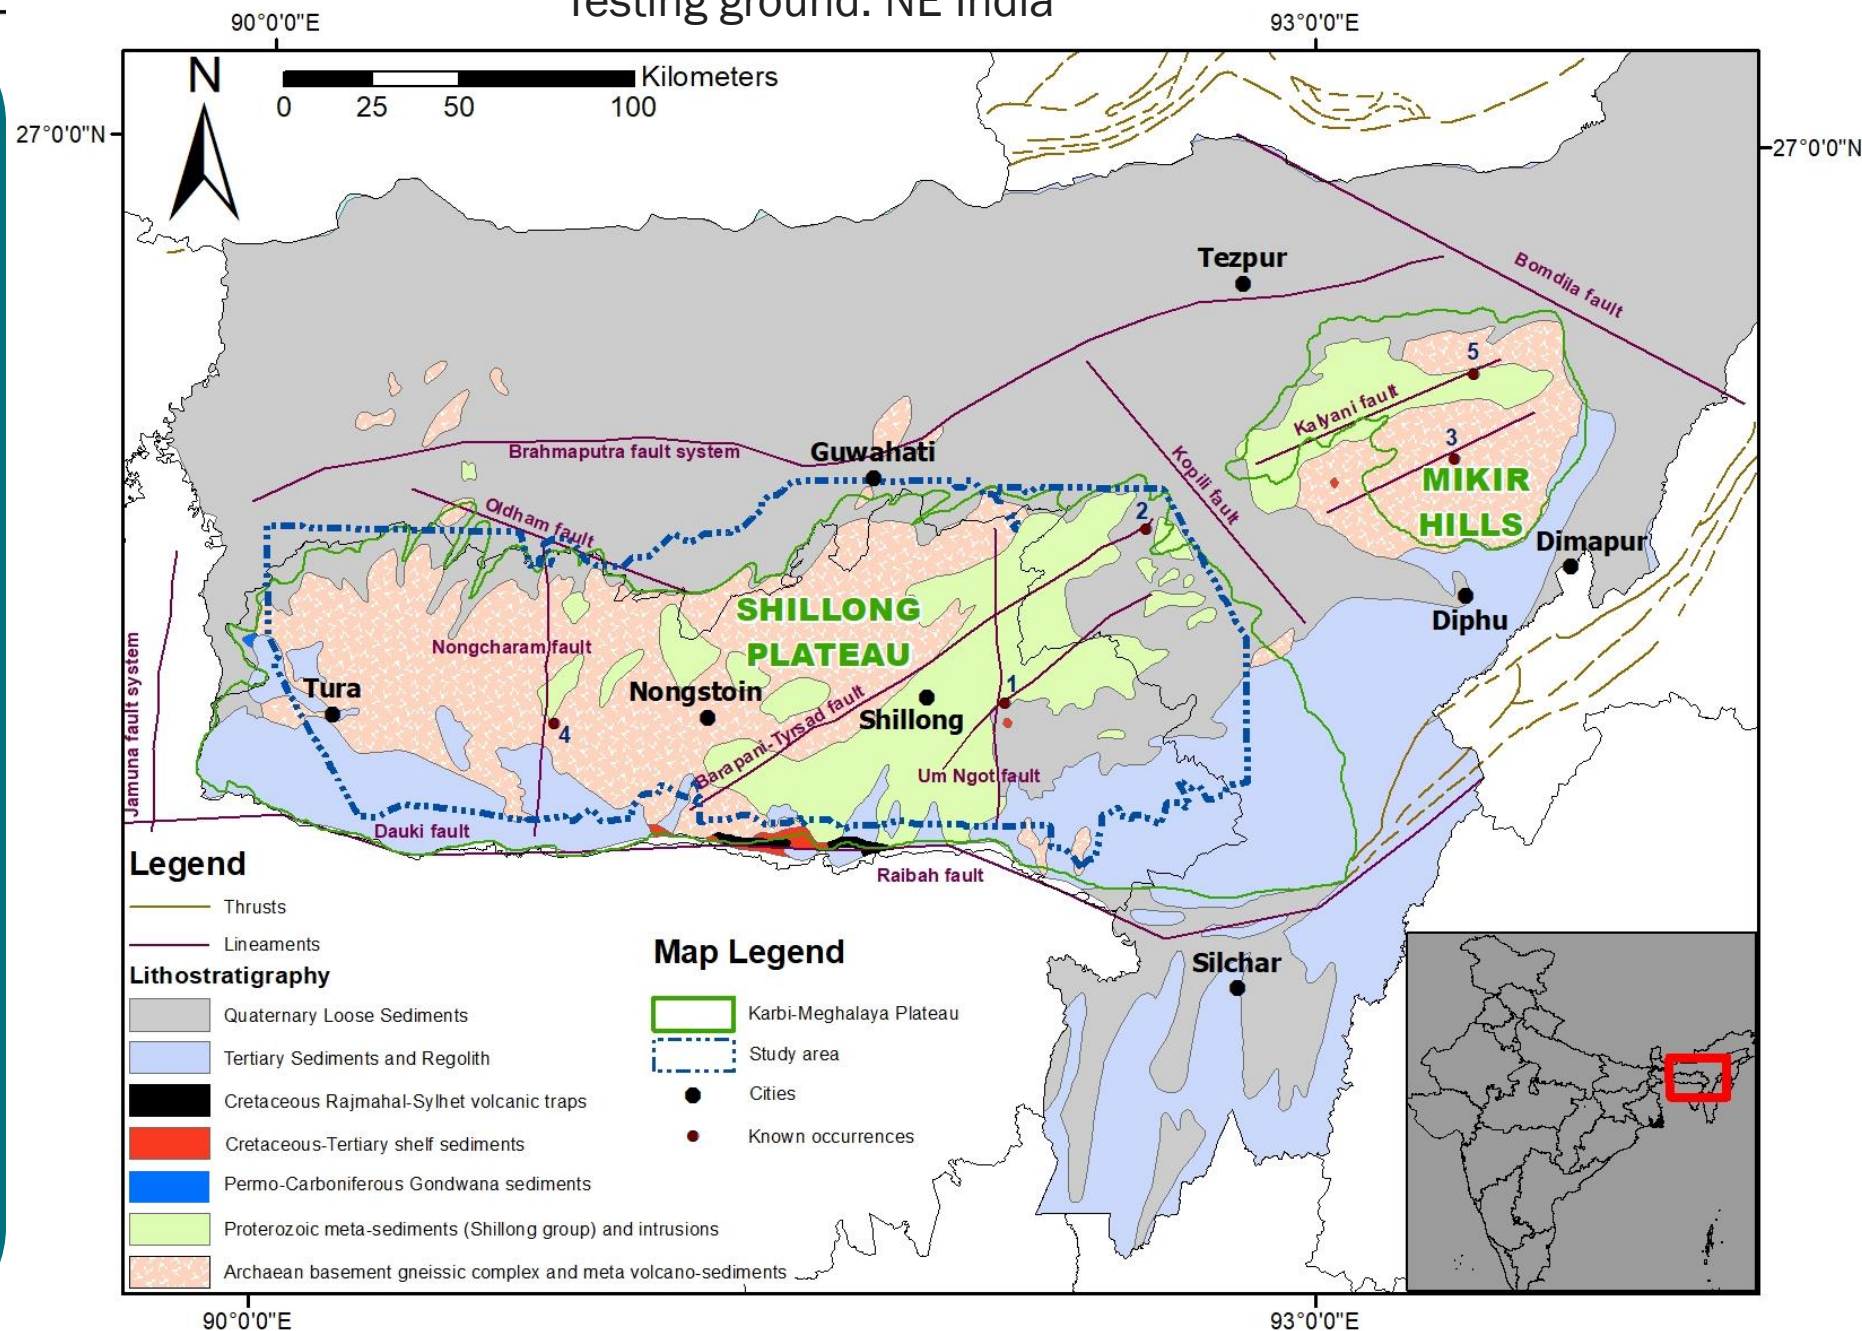 Testing ground: NE India
90°0'0"E
93°0'0"E
N
Kilometers
0 25 50 100
27°0'0"N
27°0'0"N
Tezpur
Bomdila fault
5
Kalyani fault
3
MIKIR
HILLS
Brahmaputra fault system
Guwahati
Kopili fault
Oldham fault
2
Dimapur
SHILLONG
PLATEAU
Diphu
Nongcharam fault
Jamuna fault system
Tura
Nongstoin
1
Shillong
4
Barapani-Tyrsad fault
Um Ngot fault
Dauki fault
Raibah fault
Silchar
Legend
Thrusts
Lineaments
Lithostratigraphy
Quaternary Loose Sediments
Tertiary Sediments and Regolith
Cretaceous Rajmahal-Sylhet volcanic traps
Cretaceous-Tertiary shelf sediments
Permo-Carboniferous Gondwana sediments
Proterozoic meta-sediments (Shillong group) and intrusions
Archaean basement gneissic complex and meta volcano-sediments
Map Legend
Karbi-Meghalaya Plateau
Study area
Cities
Known occurrences
90°0'0"E
93°0'0"E